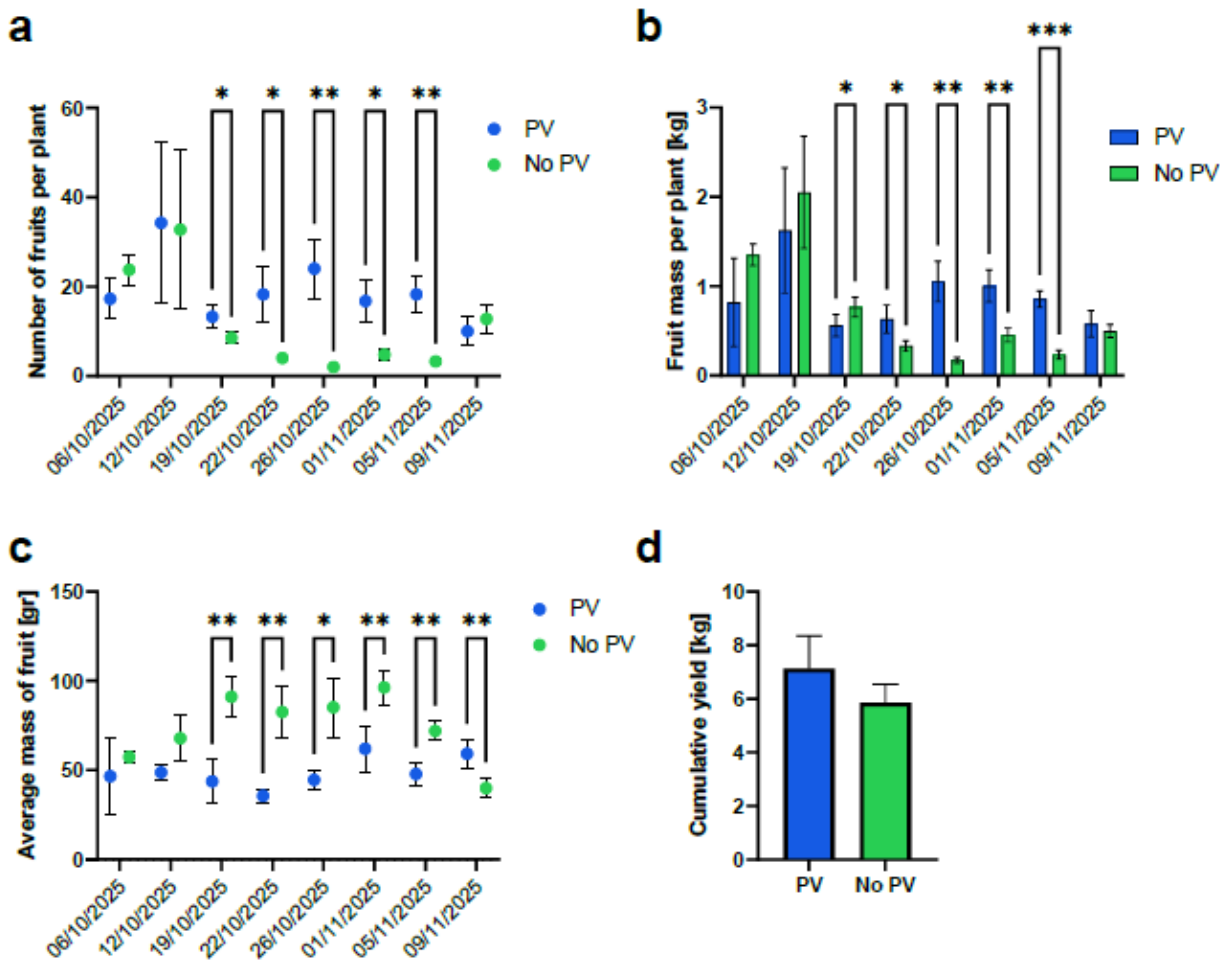 a
Number of fruits per plant
60
40
20
0
* * ** * **
PV
No PV
06/10/2025
12/10/2025
19/10/2025
22/10/2025
26/10/2025
01/11/2025
05/11/2025
09/11/2025
b
Fruit mass per plant [kg]
3
2
1
0
* * ** ** ***
PV
No PV
06/10/2025
12/10/2025
19/10/2025
22/10/2025
26/10/2025
01/11/2025
05/11/2025
09/11/2025
c
Average mass of fruit [gr]
150
100
50
0
** ** * ** ** **
PV
No PV
06/10/2025
12/10/2025
19/10/2025
22/10/2025
26/10/2025
01/11/2025
05/11/2025
09/11/2025
d
Cumulative yield [kg]
10
8
6
4
2
0
PV No PV